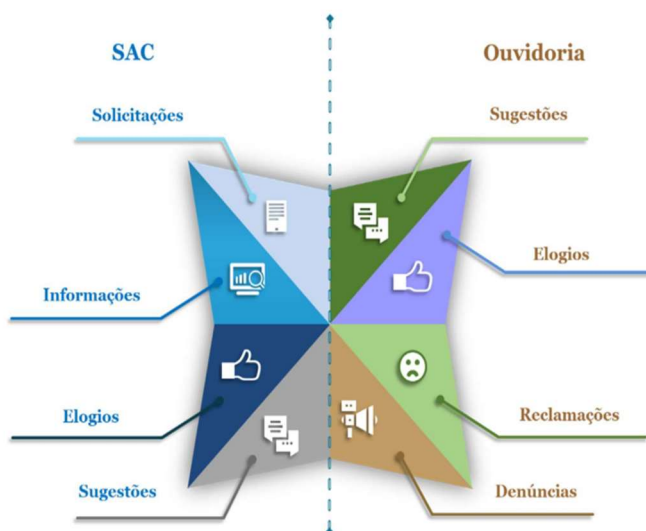 SAC
Ouvidoria
Solicitações
Sugestões
Elogios
Informações
Elogios
Reclamações
Sugestões
Denúncias